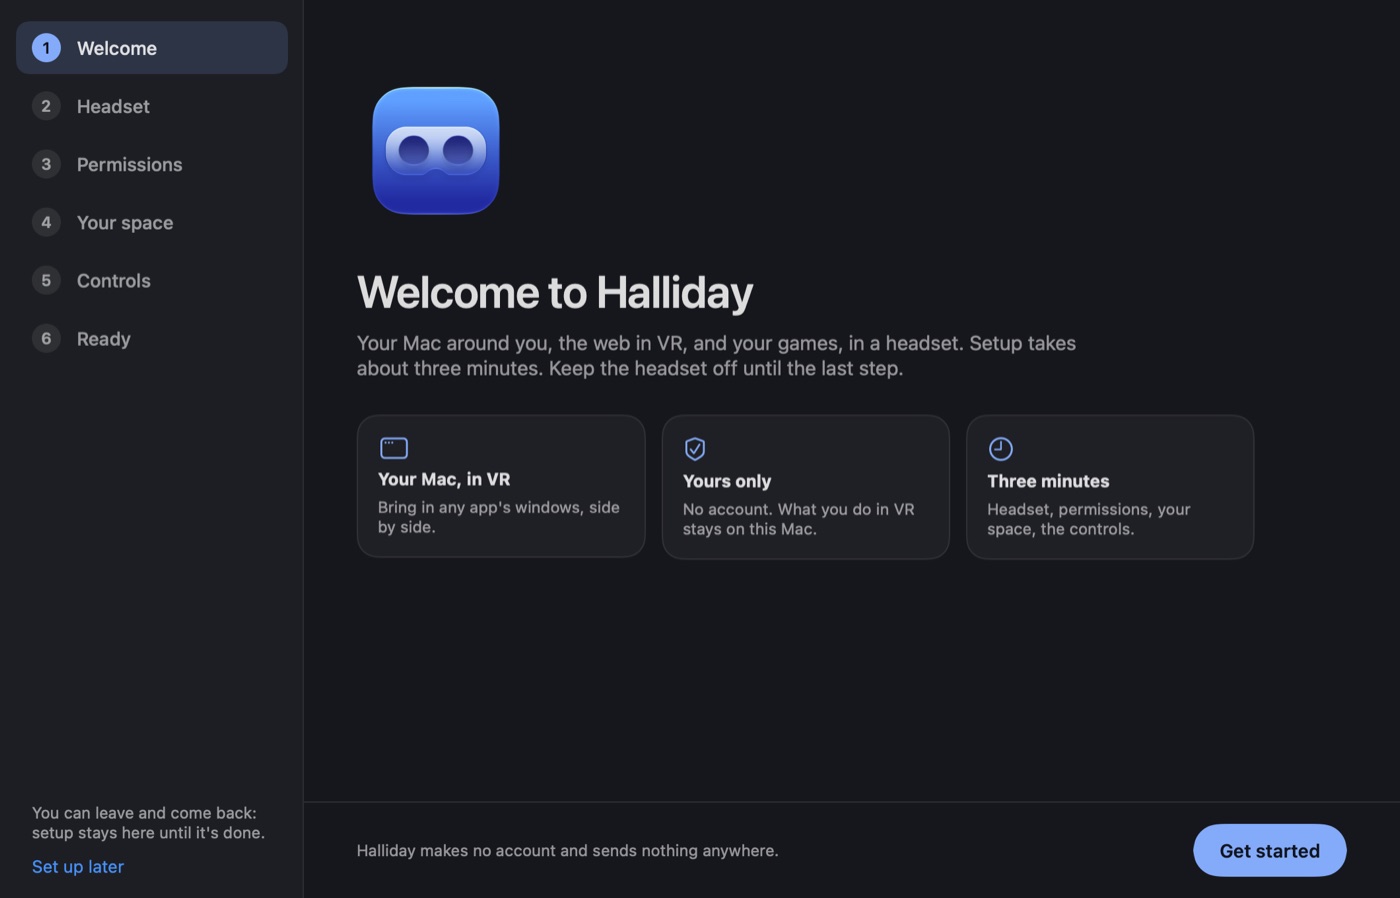 1 Welcome
2 Headset
3 Permissions
4 Your space
5 Controls
6 Ready
You can leave and come back:
setup stays here until it's done.
Set up later
Welcome to Halliday
Your Mac around you, the web in VR, and your games, in a headset. Setup takes
about three minutes. Keep the headset off until the last step.
Your Mac, in VR
Bring in any app's windows, side
by side.
Yours only
No account. What you do in VR
stays on this Mac.
Three minutes
Headset, permissions, your
space, the controls.
Halliday makes no account and sends nothing anywhere.
Get started